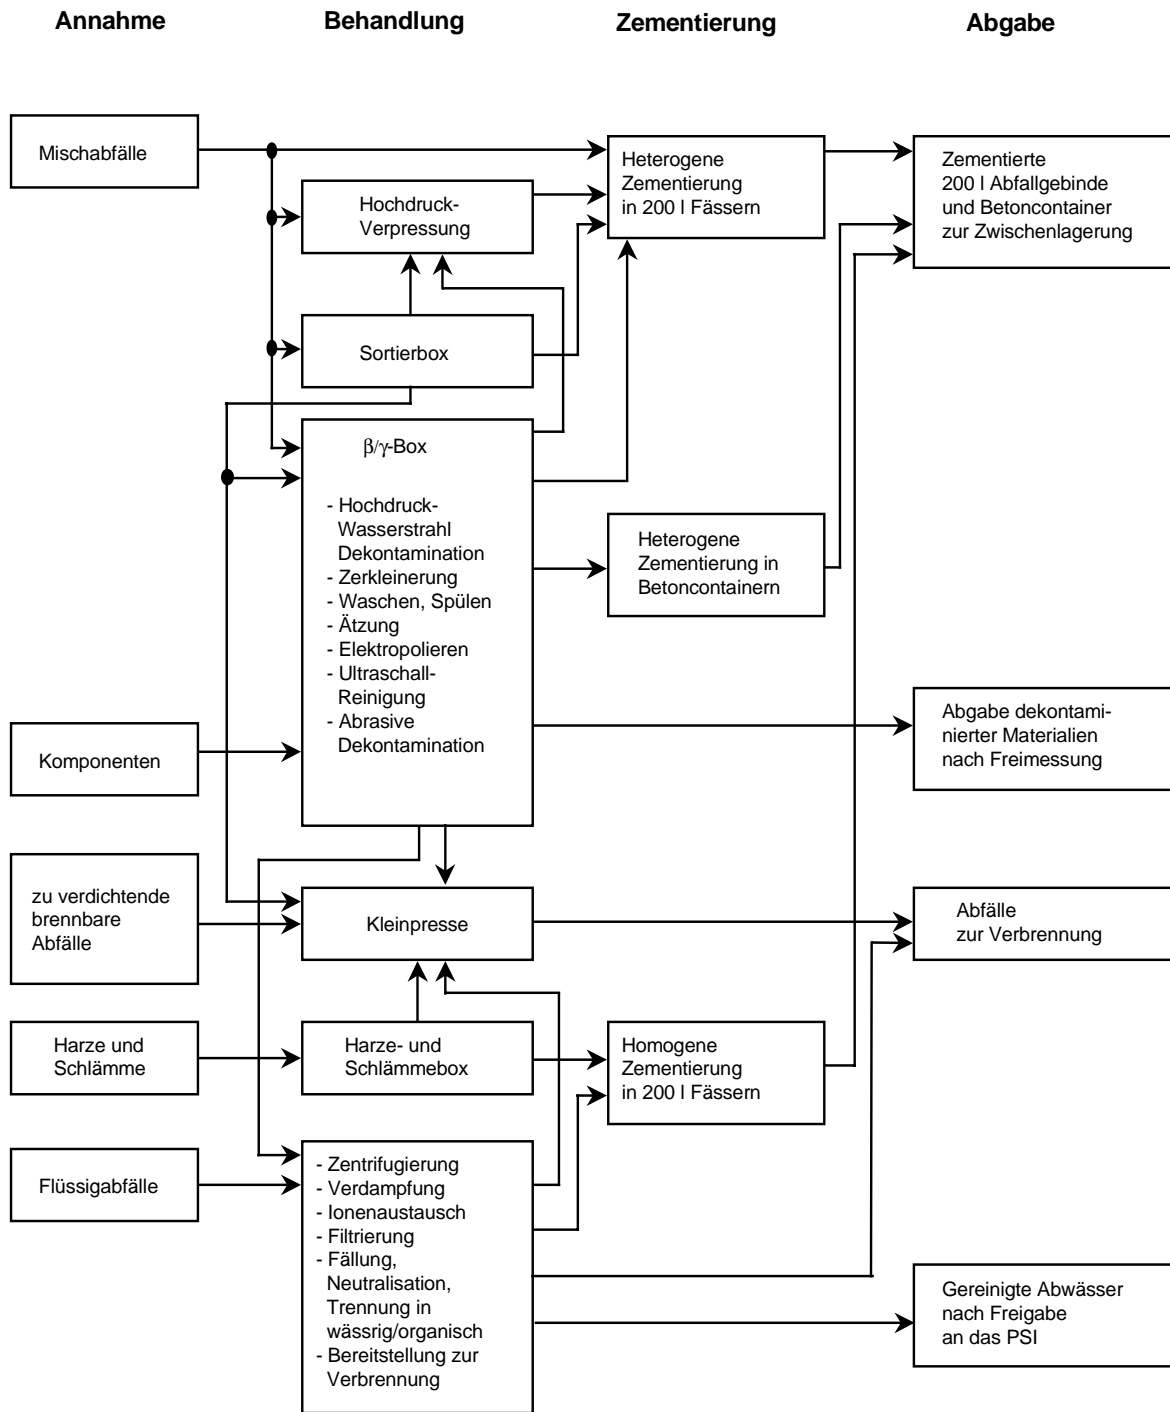 Annahme
Behandlung
Zementierung
Abgabe
Mischabfälle
Hochdruck-
Verpressung
Sortierbox
β/γ-Box
- Hochdruck-
Wasserstrahl
Dekontamination
- Zerkleinerung
- Waschen, Spülen
- Ätzung
- Elektropolieren
- Ultraschall-
Reinigung
- Abrasive
Dekontamination
Heterogene
Zementierung
in 200 l Fässern
Zementierte
200 l Abfallgebinde
und Betoncontainer
zur Zwischenlagerung
Heterogene
Zementierung in
Betoncontainern
Komponenten
Abgabe dekontami-
nierter Materialien
nach Freimessung
zu verdichtende
brennbare
Abfälle
Kleinpresse
Abfälle
zur Verbrennung
Harze und
Schlämme
Harze- und
Schlämmebox
Homogene
Zementierung
in 200 l Fässern
Flüssigabfälle
- Zentrifugierung
- Verdampfung
- Ionenaustausch
- Filtrierung
- Fällung,
Neutralisation,
Trennung in
wässrig/organisch
- Bereitstellung zur
Verbrennung
Gereinigte Abwässer
nach Freigabe
an das PSI